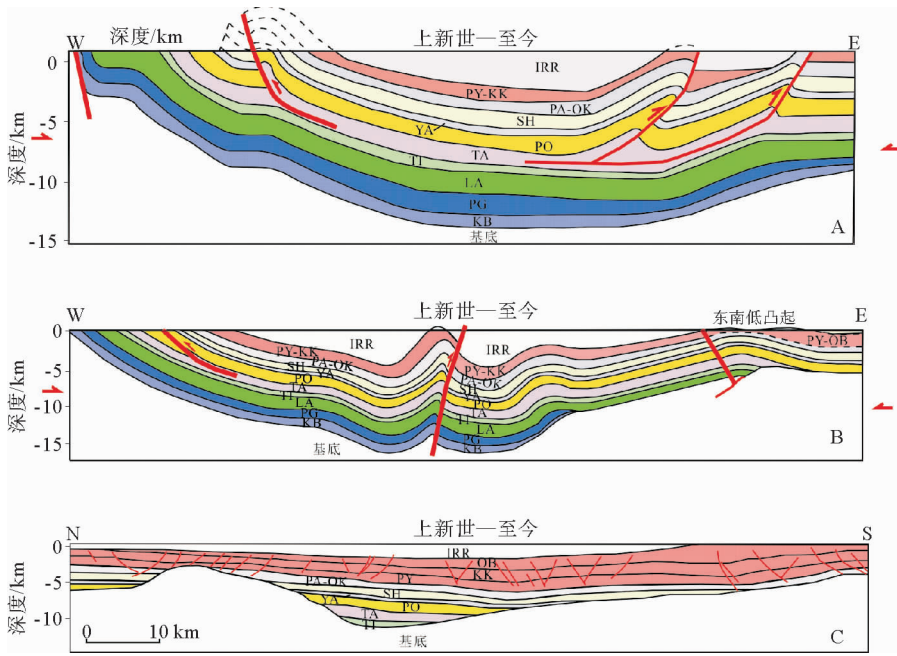 深度/km
上新世—至今
W
E
0
-5
-10
-15
深度/km
IRR
PY-KK
PA-OK
SH
YA
PO
TA
TI
LA
PG
KB
基底
A
上新世—至今
W
E
东南低凸起
0
-5
-10
-15
深度/km
PY-KK
IRR
PA-OK
SH
YA
PO
TA
TI
LA
PG
KB
基底
IRR
PY-KK
PA-OK
SH
YA
PO
TA
TI
LA
PG
KB
PY-OB
B
上新世—至今
N
S
0
-5
-10
深度/km
IRR
OB
KK
PY
PA-OK
SH
YA
PO
TA
TI
基底
0 10 km
C